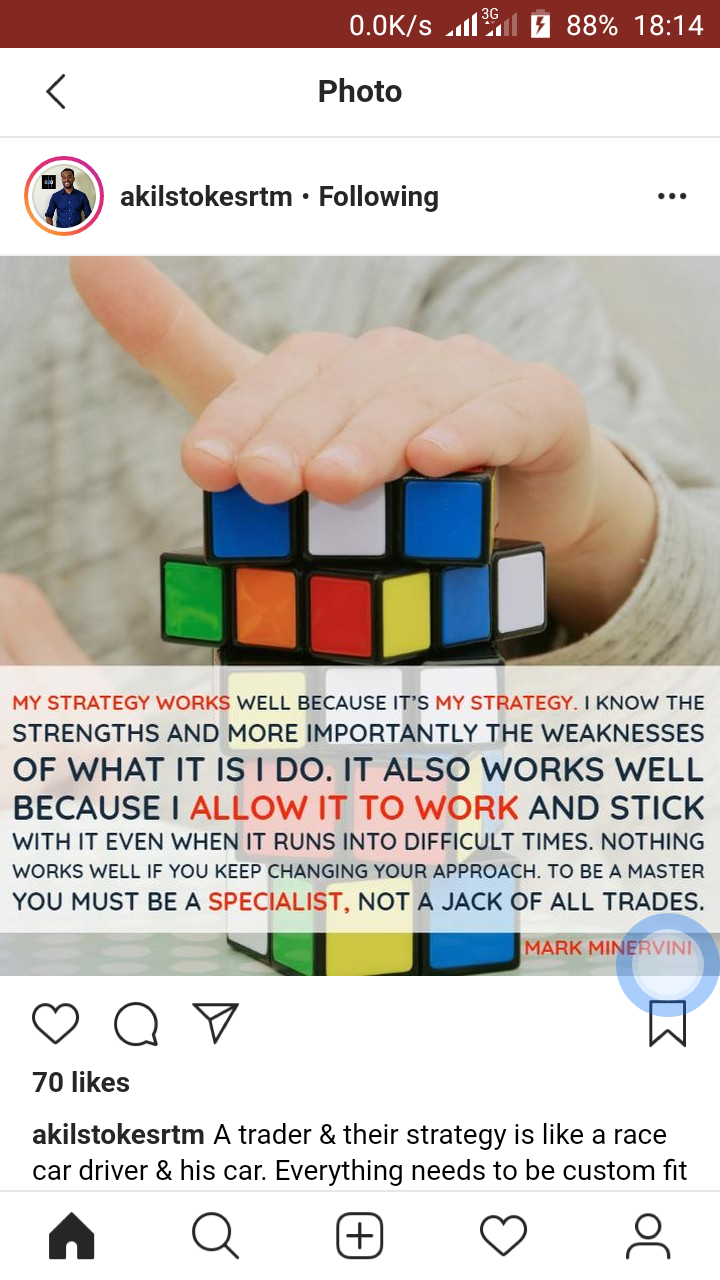 0.0K/s 3G 88% 18:14
Photo
akilstokesrtm • Following
MY STRATEGY WORKS WELL BECAUSE IT'S MY STRATEGY. I KNOW THE
STRENGTHS AND MORE IMPORTANTLY THE WEAKNESSES
OF WHAT IT IS I DO. IT ALSO WORKS WELL
BECAUSE I ALLOW IT TO WORK AND STICK
WITH IT EVEN WHEN IT RUNS INTO DIFFICULT TIMES. NOTHING
WORKS WELL IF YOU KEEP CHANGING YOUR APPROACH. TO BE A MASTER
YOU MUST BE A SPECIALIST, NOT A JACK OF ALL TRADES.
MARK MINERVINI
70 likes
akilstokesrtm A trader & their strategy is like a race
car driver & his car. Everything needs to be custom fit